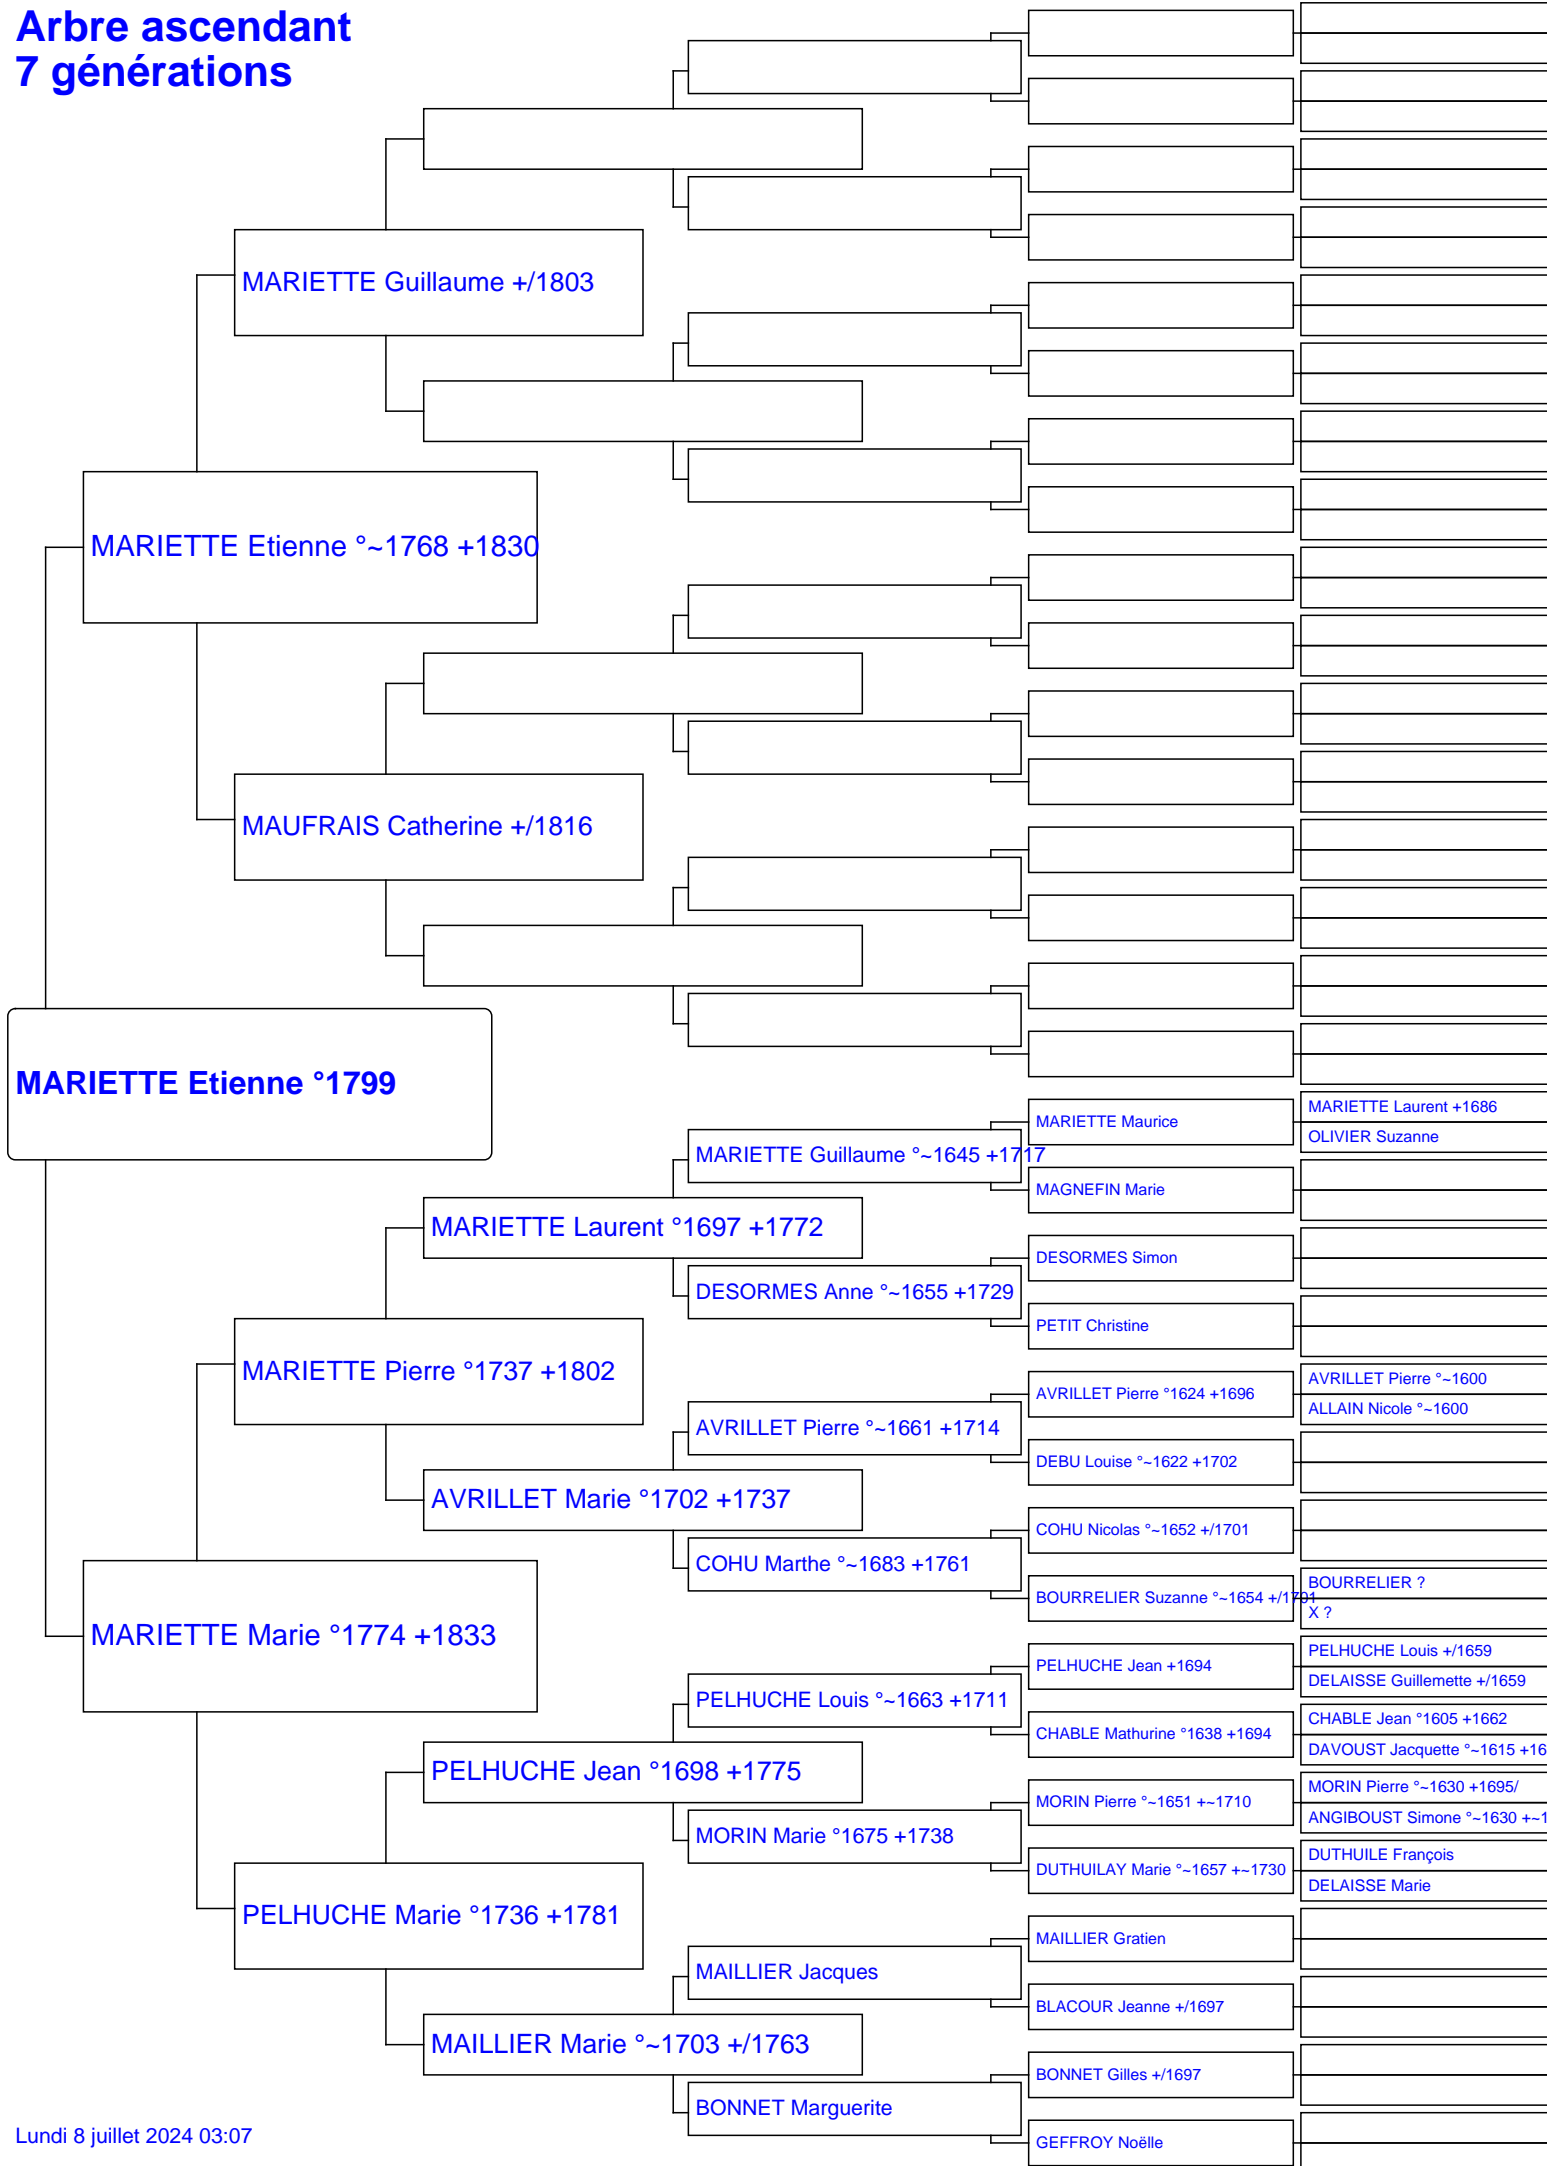 Arbre ascendant
7 générations
MARIETTE Guillaume +/1803
MARIETTE Etienne °~1768 +1830
MAUFRAIS Catherine +/1816
MARIETTE Etienne °1799
MARIETTE Laurent +1686
MARIETTE Maurice
OLIVIER Suzanne
MARIETTE Guillaume °~1645 +1717
MAGNEFIN Marie
MARIETTE Laurent °1697 +1772
DESORMES Simon
DESORMES Anne °~1655 +1729
PETIT Christine
MARIETTE Pierre °1737 +1802
AVRILLET Pierre °~1600
AVRILLET Pierre °1624 +1696
ALLAIN Nicole °~1600
AVRILLET Pierre °~1661 +1714
DEBU Louise °~1622 +1702
AVRILLET Marie °1702 +1737
COHU Nicolas °~1652 +/1701
COHU Marthe °~1683 +1761
BOURRELIER ?
BOURRELIER Suzanne °~1654 +/1701
X ?
MARIETTE Marie °1774 +1833
PELHUCHE Louis +/1659
PELHUCHE Jean +1694
DELAISSE Guillemette +/1659
PELHUCHE Louis °~1663 +1711
CHABLE Jean °1605 +1662
CHABLE Mathurine °1638 +1694
DAVOUST Jacquette °~1615 +16
PELHUCHE Jean °1698 +1775
MORIN Pierre °~1630 +1695/
MORIN Pierre °~1651 +~1710
ANGIBOUST Simone °~1630 +~1
MORIN Marie °1675 +1738
DUTHUILE François
DUTHUILAY Marie °~1657 +~1730
DELAISSE Marie
PELHUCHE Marie °1736 +1781
MAILLIER Gratien
MAILLIER Jacques
BLACOUR Jeanne +/1697
MAILLIER Marie °~1703 +/1763
BONNET Gilles +/1697
BONNET Marguerite
GEFFROY Noëlle
Lundi 8 juillet 2024 03:07